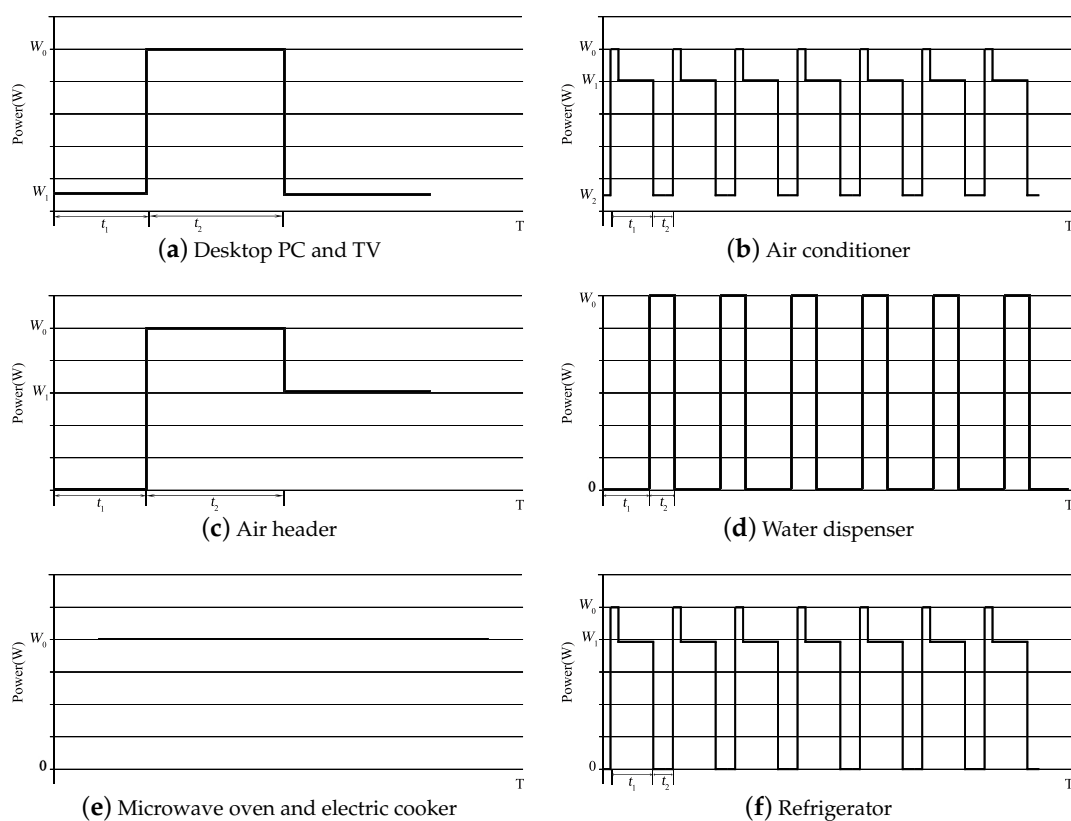 W0
Power(W)
W1
t1
t2
T
(a) Desktop PC and TV
W0
W1
Power(W)
W2
t1
t2
T
(b) Air conditioner
W0
W1
Power(W)
t1
t2
T
(c) Air header
W0
Power(W)
0
t1
t2
T
(d) Water dispenser
W0
Power(W)
0
T
(e) Microwave oven and electric cooker
W0
W1
Power(W)
0
t1
t2
T
(f) Refrigerator